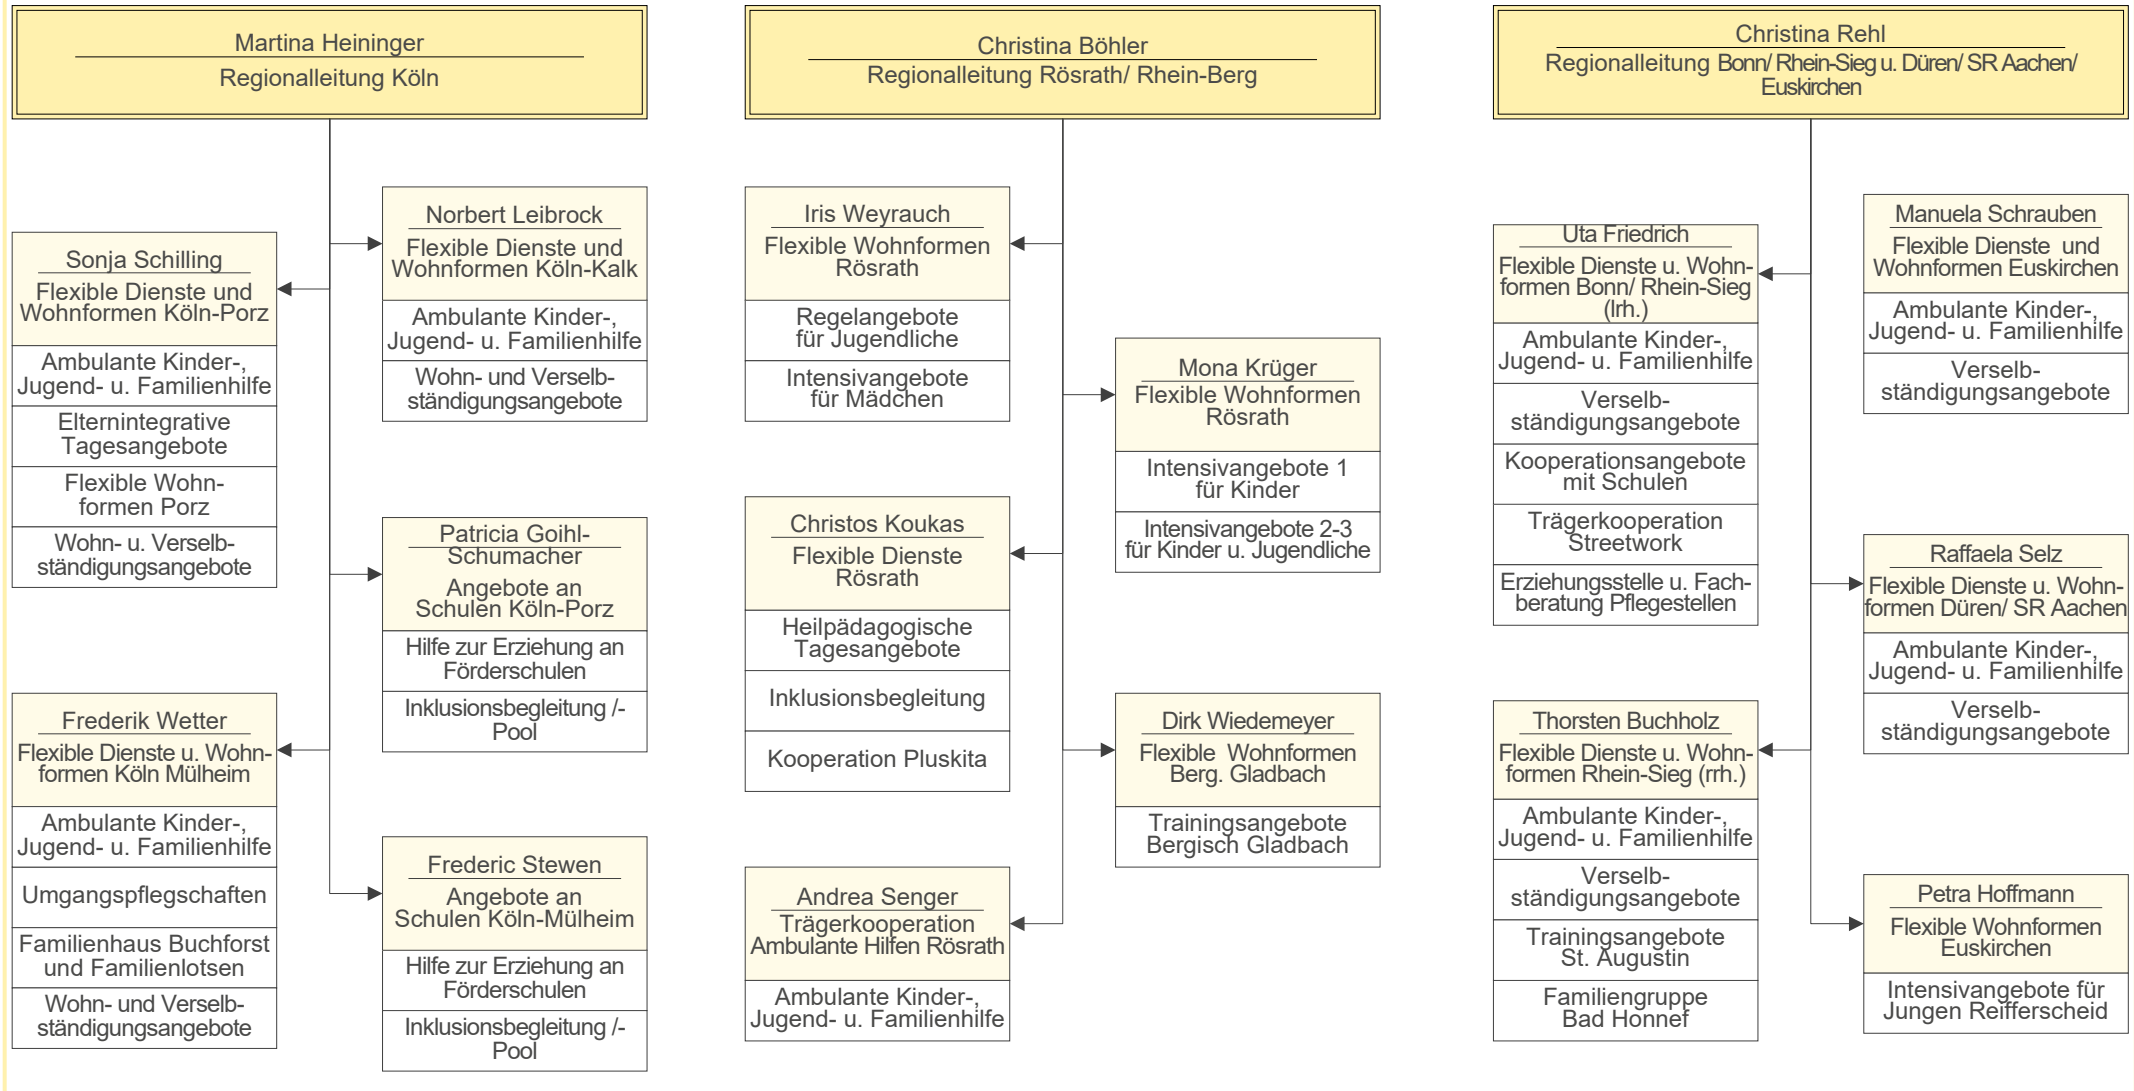 Martina Heininger
Regionalleitung Köln
Sonja Schilling
Flexible Dienste und
Wohnformen Köln-Porz
Ambulante Kinder-,
Jugend- u. Familienhilfe
Elternintegrative
Tagesangebote
Flexible Wohn-
formen Porz
Wohn- u. Verselb-
ständigungsangebote
Norbert Leibrock
Flexible Dienste und
Wohnformen Köln-Kalk
Ambulante Kinder-,
Jugend- u. Familienhilfe
Wohn- und Verselb-
ständigungsangebote
Patricia Goihl-
Schumacher
Angebote an
Schulen Köln-Porz
Hilfe zur Erziehung an
Förderschulen
Inklusionsbegleitung /-
Pool
Frederik Wetter
Flexible Dienste u. Wohn-
formen Köln Mülheim
Ambulante Kinder-,
Jugend- u. Familienhilfe
Umgangspflegschaften
Familienhaus Buchforst
und Familienlotsen
Wohn- und Verselb-
ständigungsangebote
Frederic Stewen
Angebote an
Schulen Köln-Mülheim
Hilfe zur Erziehung an
Förderschulen
Inklusionsbegleitung /-
Pool
Christina Böhler
Regionalleitung Rösrath/ Rhein-Berg
Iris Weyrauch
Flexible Wohnformen
Rösrath
Regelangebote
für Jugendliche
Intensivangebote
für Mädchen
Mona Krüger
Flexible Wohnformen
Rösrath
Intensivangebote 1
für Kinder
Intensivangebote 2-3
für Kinder u. Jugendliche
Christos Koukas
Flexible Dienste
Rösrath
Heilpädagogische
Tagesangebote
Inklusionsbegleitung
Kooperation Pluskita
Dirk Wiedemeyer
Flexible Wohnformen
Berg. Gladbach
Trainingsangebote
Bergisch Gladbach
Andrea Senger
Trägerkooperation
Ambulante Hilfen Rösrath
Ambulante Kinder-,
Jugend- u. Familienhilfe
Christina Rehl
Regionalleitung Bonn/ Rhein-Sieg u. Düren/ SR Aachen/
Euskirchen
Uta Friedrich
Flexible Dienste u. Wohn-
formen Bonn/ Rhein-Sieg
(lrh.)
Ambulante Kinder-,
Jugend- u. Familienhilfe
Verselb-
ständigungsangebote
Kooperationsangebote
mit Schulen
Trägerkooperation
Streetwork
Erziehungsstelle u. Fach-
beratung Pflegestellen
Manuela Schrauben
Flexible Dienste und
Wohnformen Euskirchen
Ambulante Kinder-,
Jugend- u. Familienhilfe
Verselb-
ständigungsangebote
Raffaela Selz
Flexible Dienste u. Wohn-
formen Düren/ SR Aachen
Ambulante Kinder-,
Jugend- u. Familienhilfe
Verselb-
ständigungsangebote
Thorsten Buchholz
Flexible Dienste u. Wohn-
formen Rhein-Sieg (rrh.)
Ambulante Kinder-,
Jugend- u. Familienhilfe
Verselb-
ständigungsangebote
Trainingsangebote
St. Augustin
Familiengruppe
Bad Honnef
Petra Hoffmann
Flexible Wohnformen
Euskirchen
Intensivangebote für
Jungen Reifferscheid